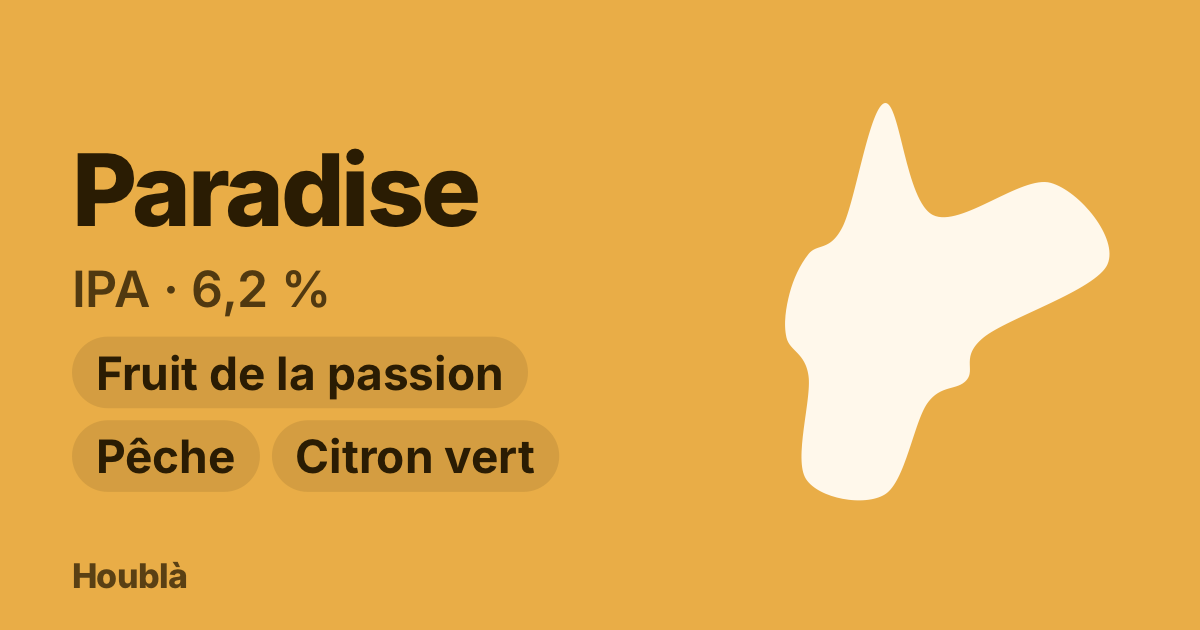 Paradise
IPA · 6,2 %
Fruit de la passion
Pêche Citron vert
Houblà